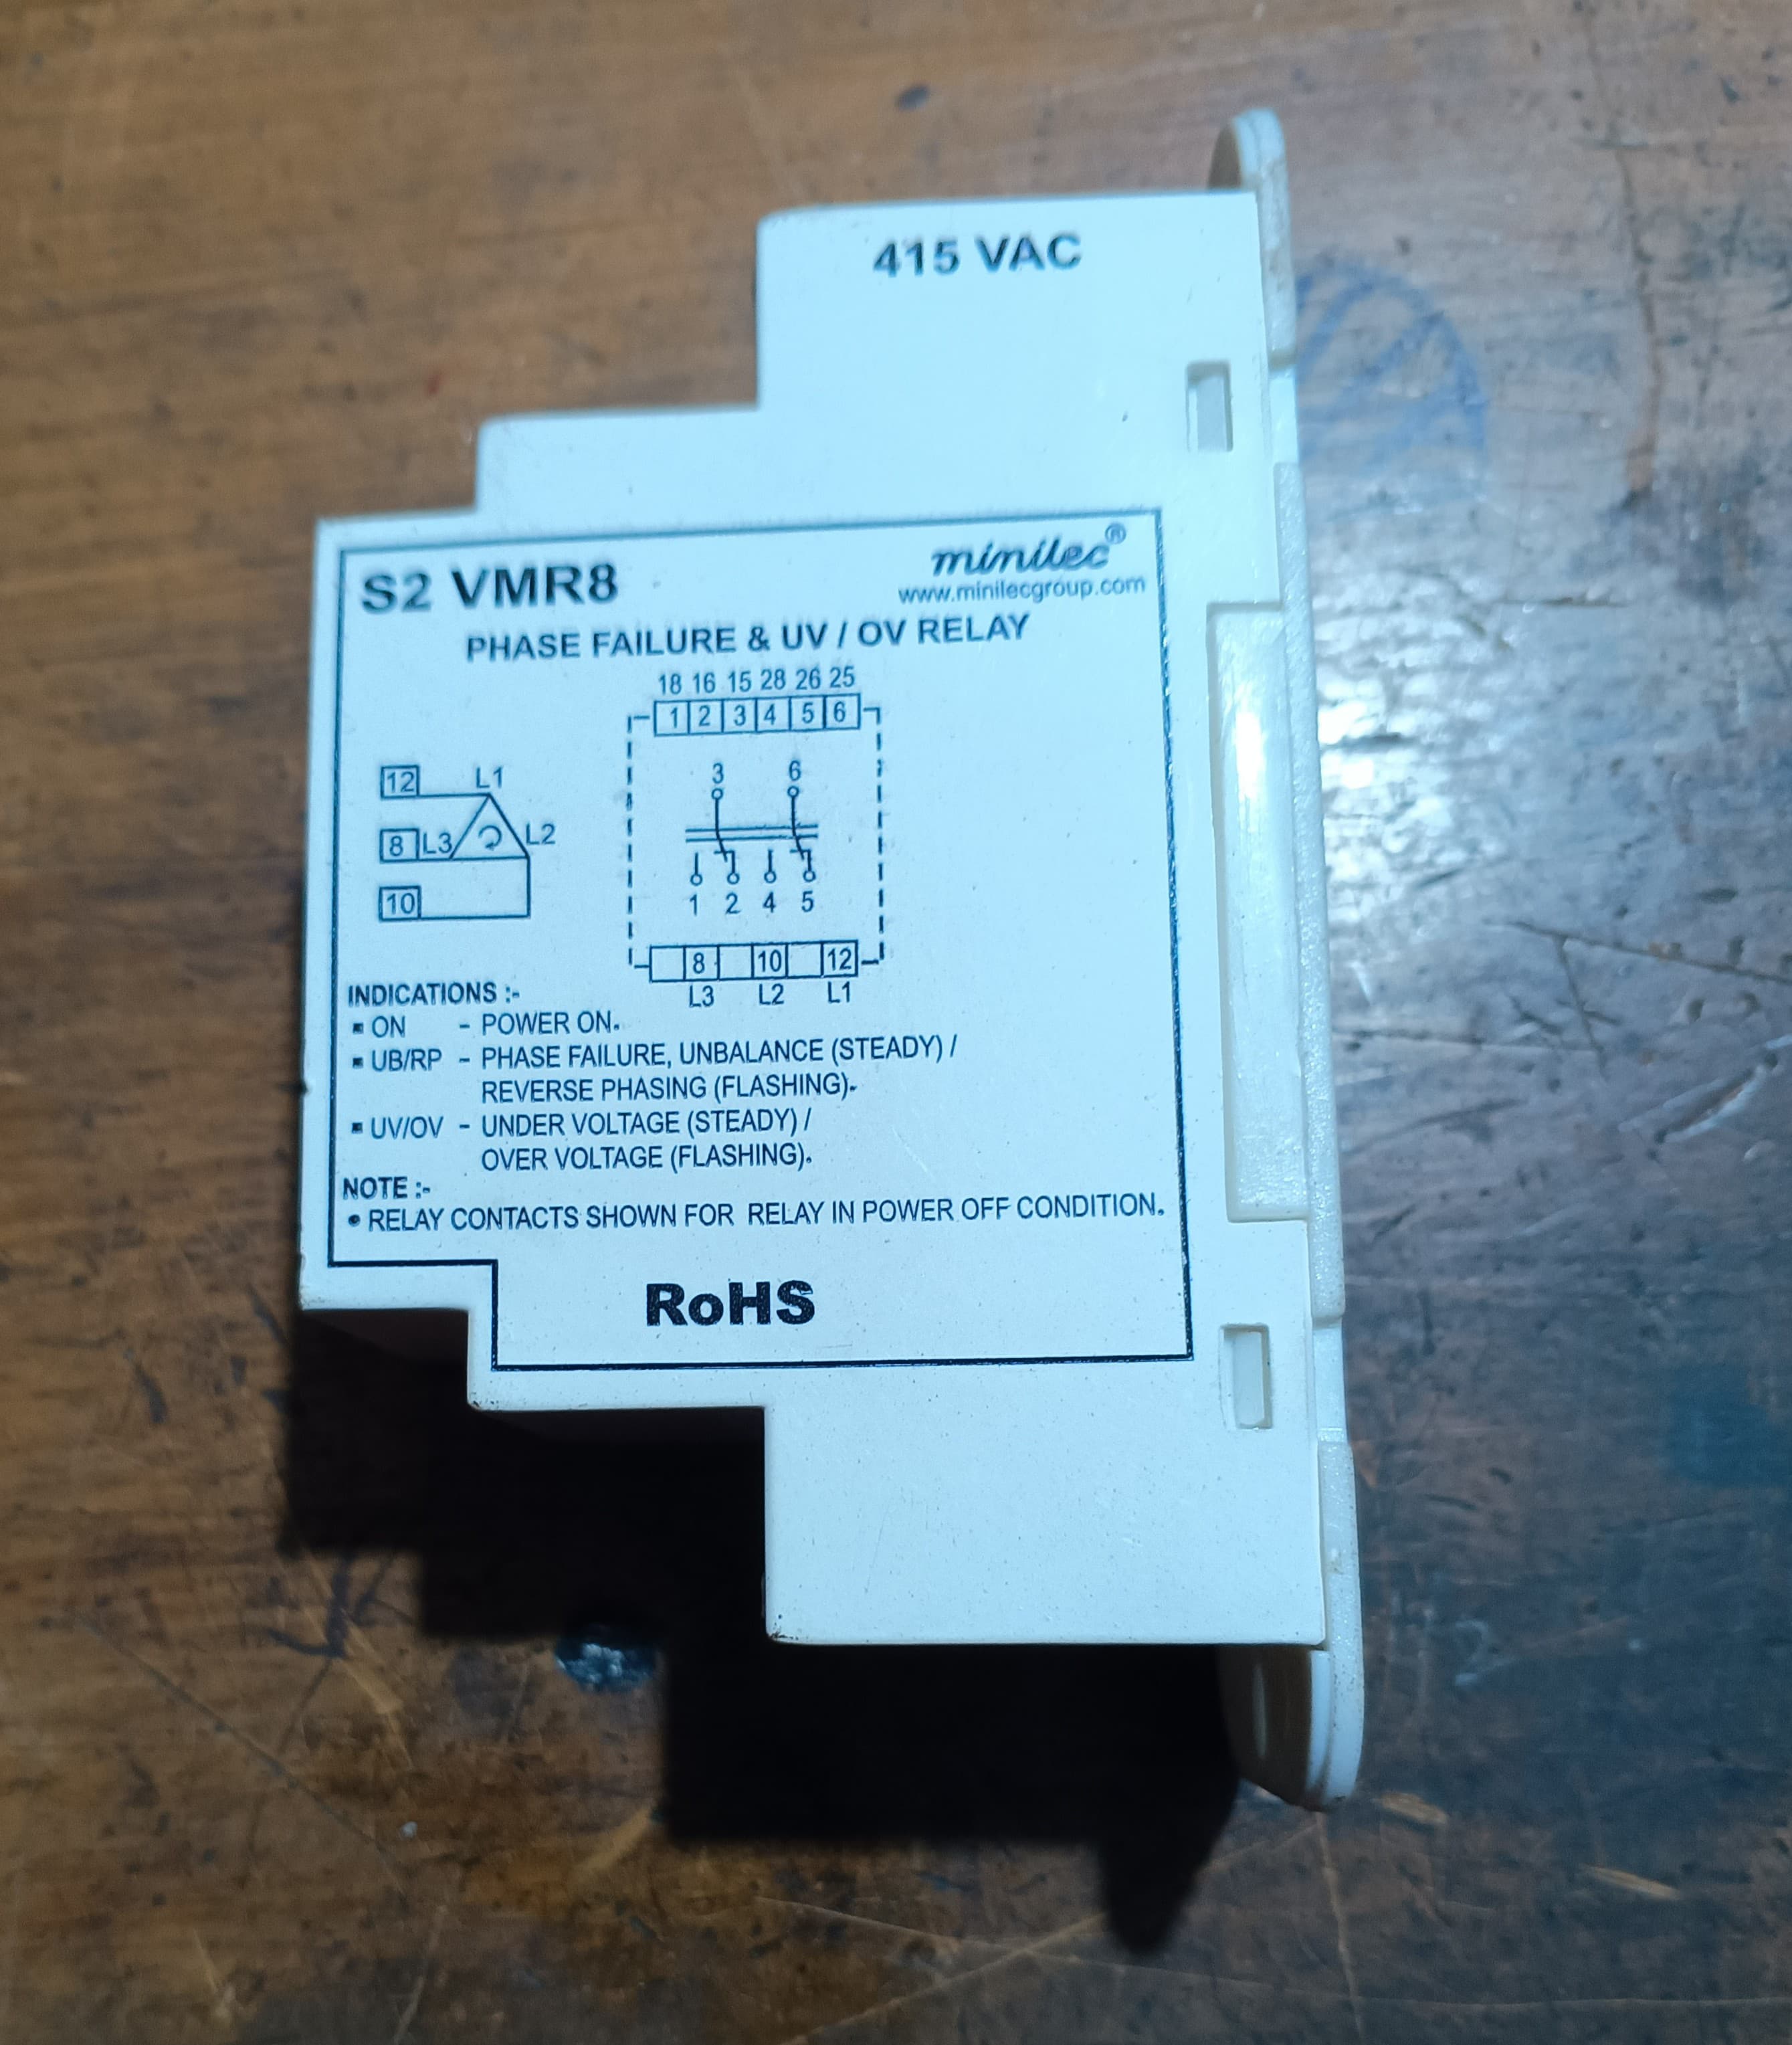 415 VAC
S2 VMR8
minilec®
www.minilecgroup.com
PHASE FAILURE & UV / OV RELAY
18 16 15 28 26 25
1 2 3 4 5 6
12 L1
3 6
8 L3 L2
10
1 2 4 5
8 10 12
L3 L2 L1
INDICATIONS :-
▪ ON - POWER ON.
▪ UB/RP - PHASE FAILURE, UNBALANCE (STEADY) /
REVERSE PHASING (FLASHING).
▪ UV/OV - UNDER VOLTAGE (STEADY) /
OVER VOLTAGE (FLASHING).
NOTE :-
• RELAY CONTACTS SHOWN FOR RELAY IN POWER OFF CONDITION.
RoHS